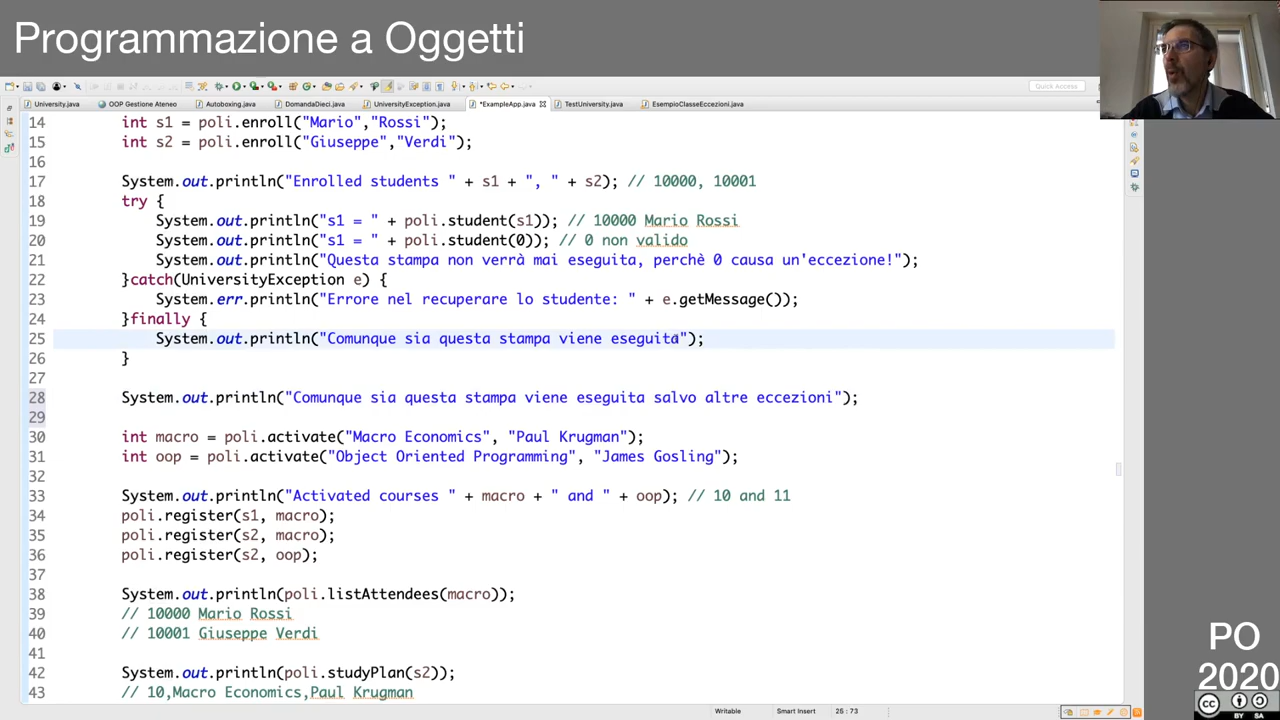 Programmazione a Oggetti
Quick Access
University.java OOP Gestione Ateneo Autoboxing.java DomandaDieci.java UniversityException.java *ExampleApp.java TestUniversity.java EsempioClasseEccezioni.java
14 int s1 = poli.enroll("Mario","Rossi");
15 int s2 = poli.enroll("Giuseppe","Verdi");
16
17 System.out.println("Enrolled students " + s1 + ", " + s2); // 10000, 10001
18 try {
19 System.out.println("s1 = " + poli.student(s1)); // 10000 Mario Rossi
20 System.out.println("s1 = " + poli.student(0)); // 0 non valido
21 System.out.println("Questa stampa non verrà mai eseguita, perchè 0 causa un'eccezione!");
22 }catch(UniversityException e) {
23 System.err.println("Errore nel recuperare lo studente: " + e.getMessage());
24 }finally {
25 System.out.println("Comunque sia questa stampa viene eseguita");
26 }
27
28 System.out.println("Comunque sia questa stampa viene eseguita salvo altre eccezioni");
29
30 int macro = poli.activate("Macro Economics", "Paul Krugman");
31 int oop = poli.activate("Object Oriented Programming", "James Gosling");
32
33 System.out.println("Activated courses " + macro + " and " + oop); // 10 and 11
34 poli.register(s1, macro);
35 poli.register(s2, macro);
36 poli.register(s2, oop);
37
38 System.out.println(poli.listAttendees(macro));
39 // 10000 Mario Rossi
40 // 10001 Giuseppe Verdi
41
42 System.out.println(poli.studyPlan(s2));
43 // 10,Macro Economics,Paul Krugman
Writable Smart Insert 25 : 73
PO
2020
cc BY SA